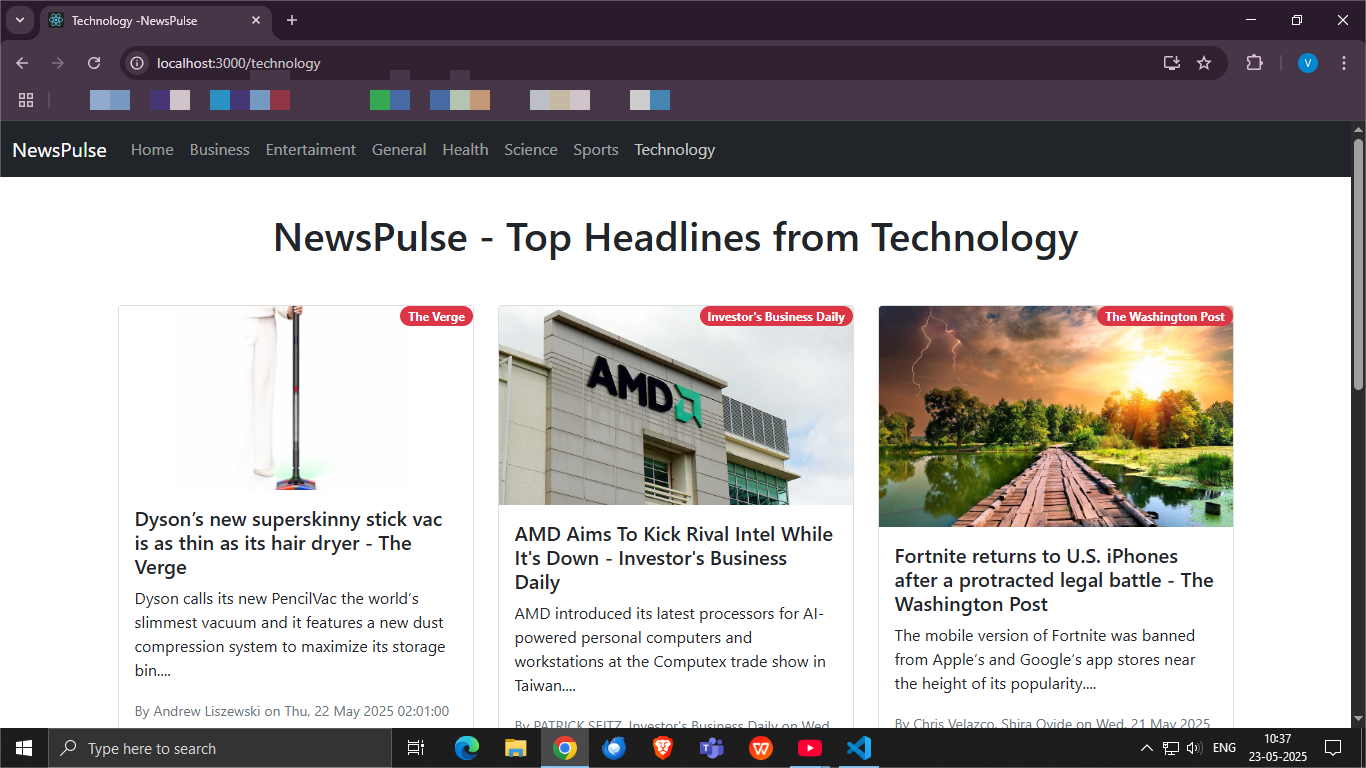 Technology -NewsPulse
localhost:3000/technology
V
NewsPulse Home Business Entertaiment General Health Science Sports Technology
NewsPulse - Top Headlines from Technology
The Verge
Dyson's new superskinny stick vac
is as thin as its hair dryer - The
Verge
Dyson calls its new PencilVac the world's
slimmest vacuum and it features a new dust
compression system to maximize its storage
bin....
By Andrew Liszewski on Thu, 22 May 2025 02:01:00
Investor's Business Daily
AMD
AMD Aims To Kick Rival Intel While
It's Down - Investor's Business
Daily
AMD introduced its latest processors for AI-
powered personal computers and
workstations at the Computex trade show in
Taiwan....
By PATRICK SEITZ, Investor's Business Daily on Wed,
The Washington Post
Fortnite returns to U.S. iPhones
after a protracted legal battle - The
Washington Post
The mobile version of Fortnite was banned
from Apple's and Google's app stores near
the height of its popularity....
By Chris Velazco, Shira Ovide on Wed, 21 May 2025
Type here to search
ENG
10:37
23-05-2025